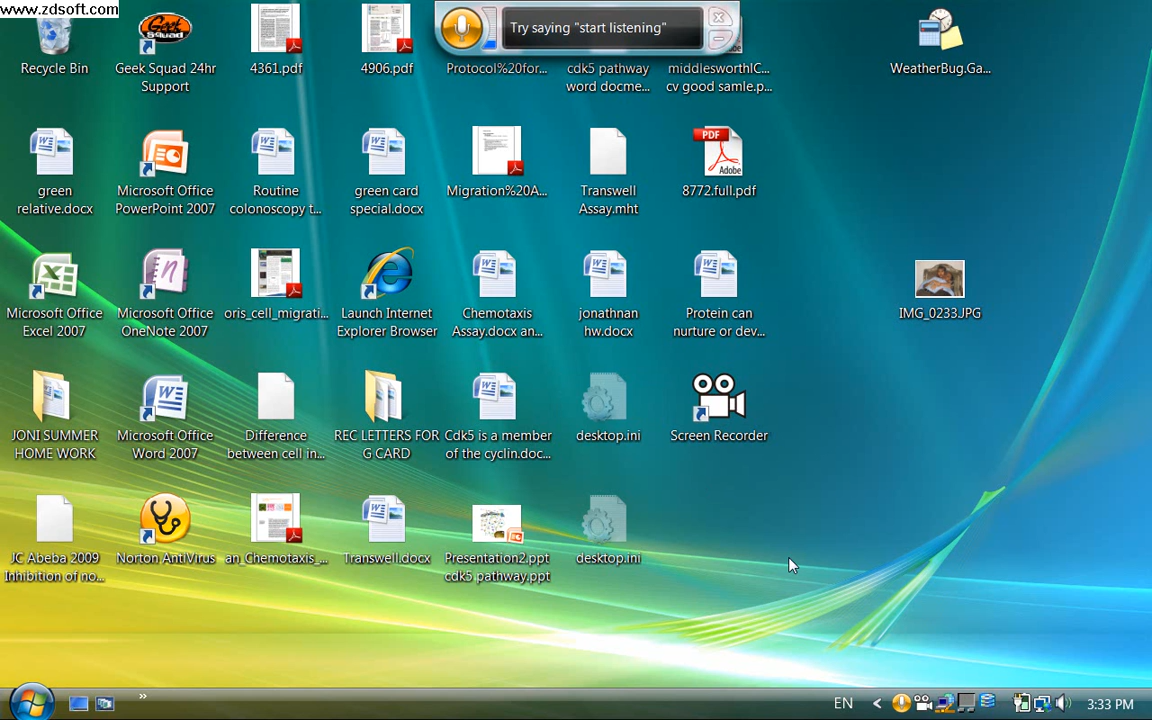 www.zdsoft.com
Try saying "start listening"
Recycle Bin
Geek Squad
Geek Squad 24hr
Support
4361.pdf
4906.pdf
Protocol%20for...
cdk5 pathway
word docme...
middlesworthIC...
cv good samle.p...
WeatherBug.Ga...
green
relative.docx
Microsoft Office
PowerPoint 2007
Routine
colonoscopy t...
green card
special.docx
Migration%20A...
Transwell
Assay.mht
PDF
Adobe
8772.full.pdf
Microsoft Office
Excel 2007
Microsoft Office
OneNote 2007
oris_cell_migrati...
Launch Internet
Explorer Browser
Chemotaxis
Assay.docx an...
jonathnan
hw.docx
Protein can
nurture or dev...
IMG_0233.JPG
JONI SUMMER
HOME WORK
Microsoft Office
Word 2007
Difference
between cell in...
REC LETTERS FOR
G CARD
Cdk5 is a member
of the cyclin.doc...
desktop.ini
Screen Recorder
JC Abeba 2009
Inhibition of no...
Norton AntiVirus
an_Chemotaxis_...
Transwell.docx
Presentation2.ppt
cdk5 pathway.ppt
desktop.ini
EN
3:33 PM